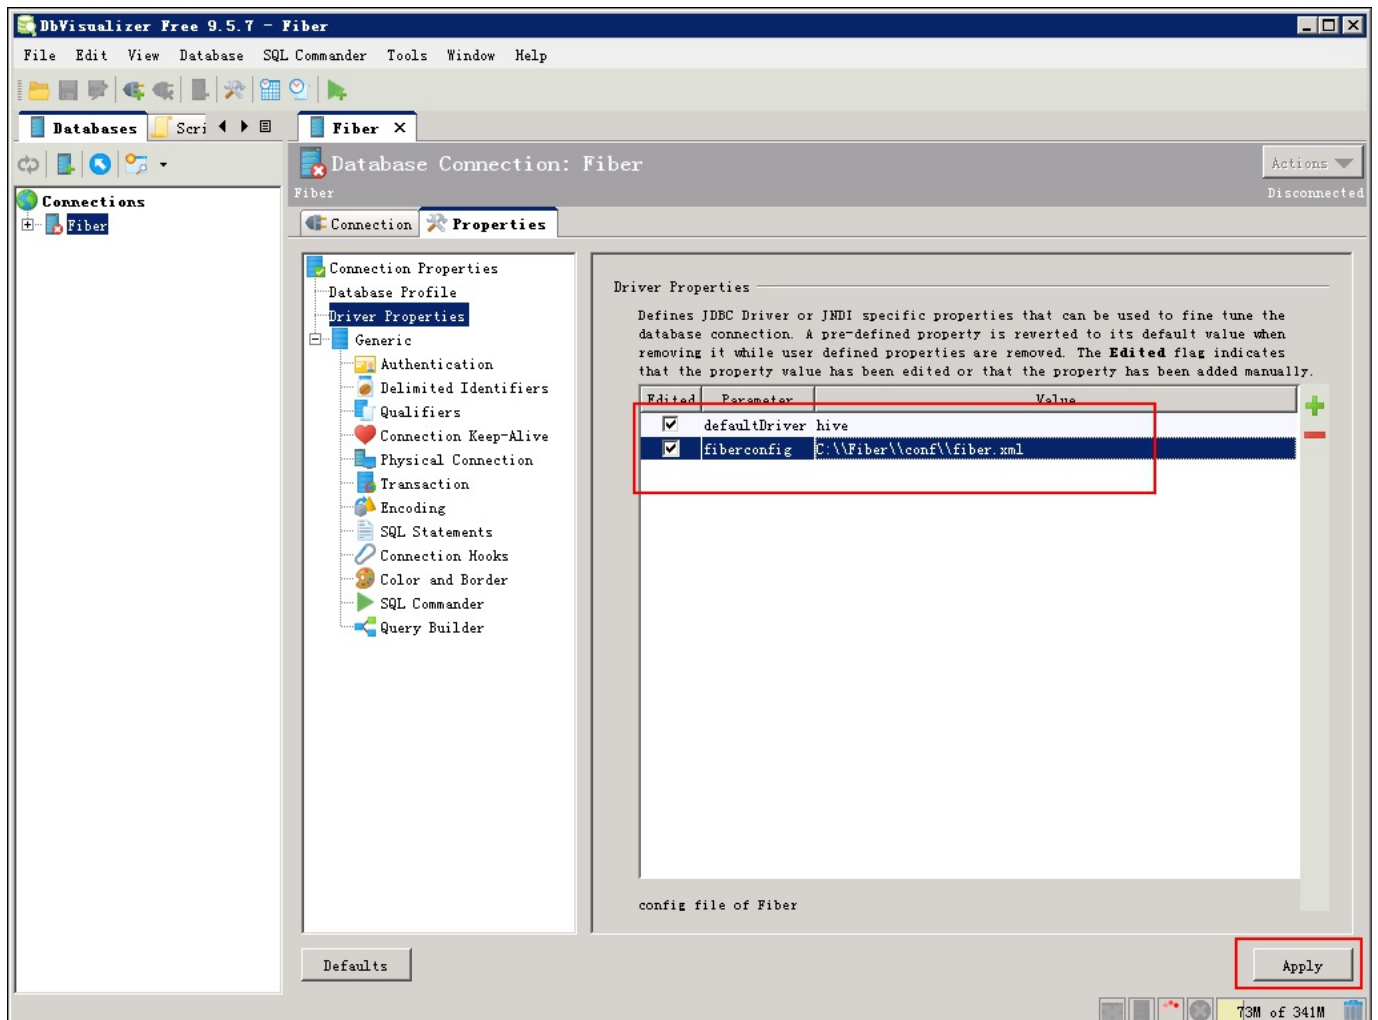 DbVisualizer Free 9.5.7 - Fiber
File Edit View Database SQL Commander Tools Window Help
Databases Scri Fiber X
Database Connection: Fiber Actions
Fiber Disconnected
Connections
Fiber
Connection Properties
Connection Properties
Database Profile
Driver Properties
Generic
Authentication
Delimited Identifiers
Qualifiers
Connection Keep-Alive
Physical Connection
Transaction
Encoding
SQL Statements
Connection Hooks
Color and Border
SQL Commander
Query Builder
Driver Properties
Defines JDBC Driver or JNDI specific properties that can be used to fine tune the
database connection. A pre-defined property is reverted to its default value when
removing it while user defined properties are removed. The Edited flag indicates
that the property value has been edited or that the property has been added manually.
Edited Parameter Value
defaultDriver hive
fiberconfig C:\\Fiber\\conf\\fiber.xml
config file of Fiber
Defaults Apply
73M of 341M